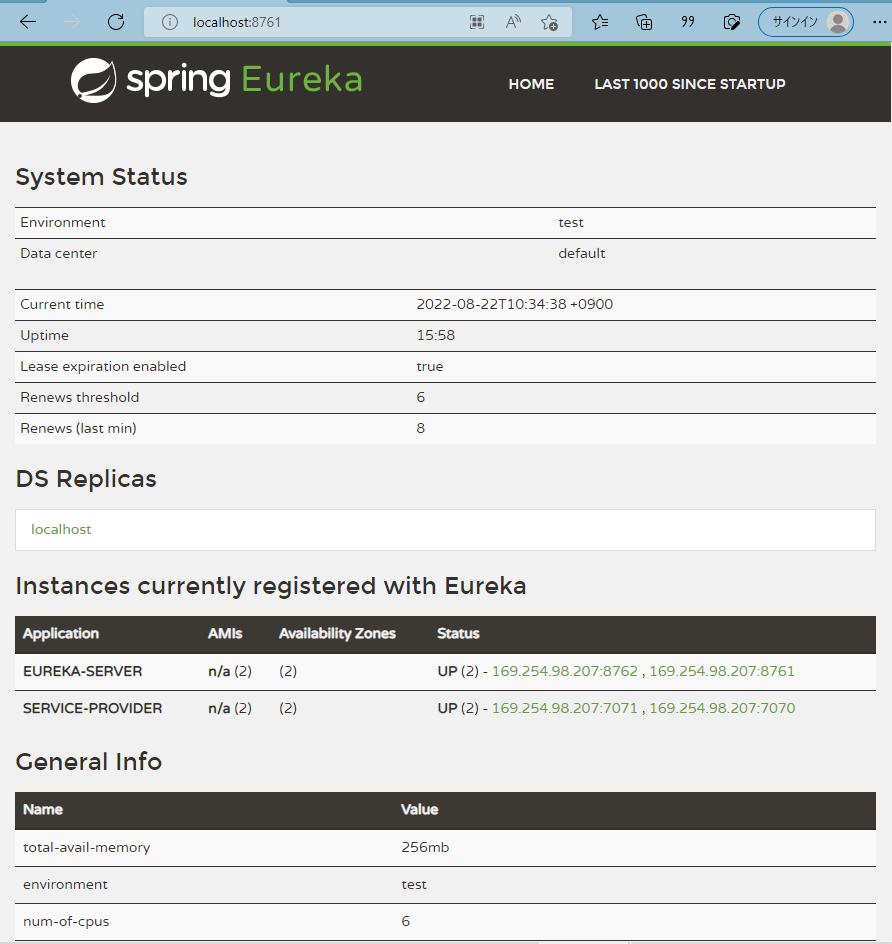 localhost:8761
サインイン
spring Eureka
HOME LAST 1000 SINCE STARTUP
System Status
Environment test
Data center default
Current time 2022-08-22T10:34:38 +0900
Uptime 15:58
Lease expiration enabled true
Renews threshold 6
Renews (last min) 8
DS Replicas
localhost
Instances currently registered with Eureka
Application AMIs Availability Zones Status
EUREKA-SERVER n/a (2) (2) UP (2) - 169.254.98.207:8762 , 169.254.98.207:8761
SERVICE-PROVIDER n/a (2) (2) UP (2) - 169.254.98.207:7071 , 169.254.98.207:7070
General Info
Name Value
total-avail-memory 256mb
environment test
num-of-cpus 6